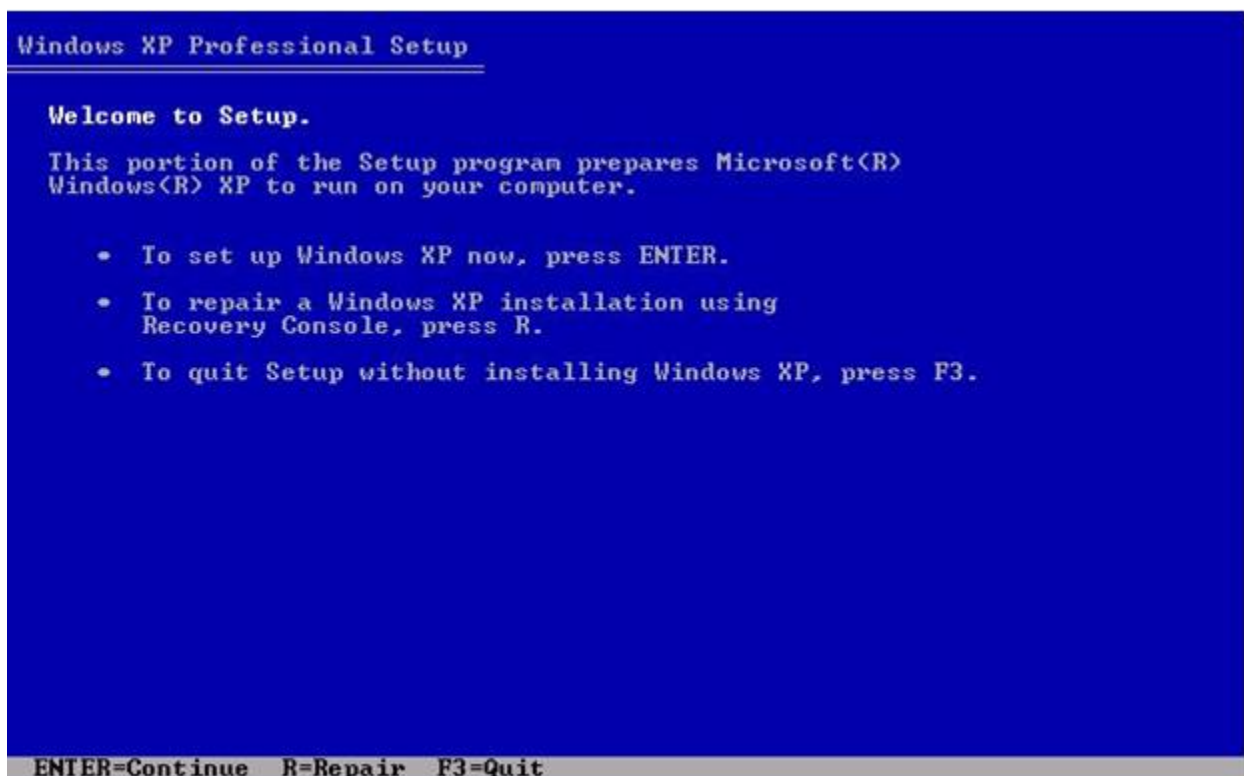 Windows XP Professional Setup
Welcome to Setup.
This portion of the Setup program prepares Microsoft(R)
Windows(R) XP to run on your computer.
• To set up Windows XP now, press ENTER.
• To repair a Windows XP installation using
Recovery Console, press R.
• To quit Setup without installing Windows XP, press F3.
ENTER=Continue R=Repair F3=Quit